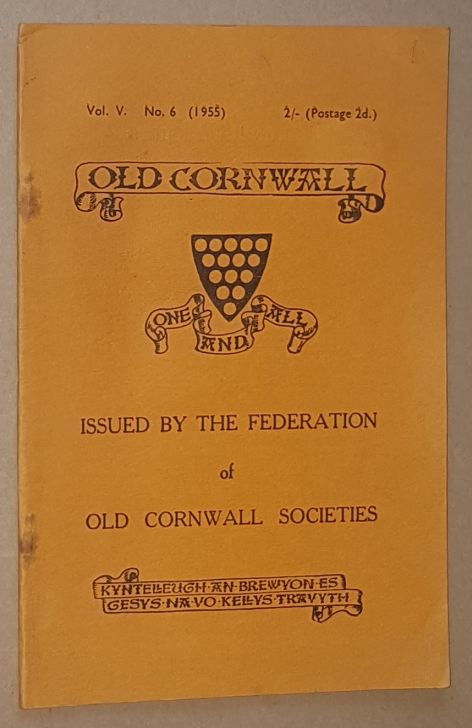 Vol. V. No. 6 (1955) 2/- (Postage 2d.)
OLD CORNWALL
ONE AND ALL
ISSUED BY THE FEDERATION
of
OLD CORNWALL SOCIETIES
KYNTELLEUGH·AN·BREWYON·ES
GESYS·NA·VO·KELLYS·TRAVYTH